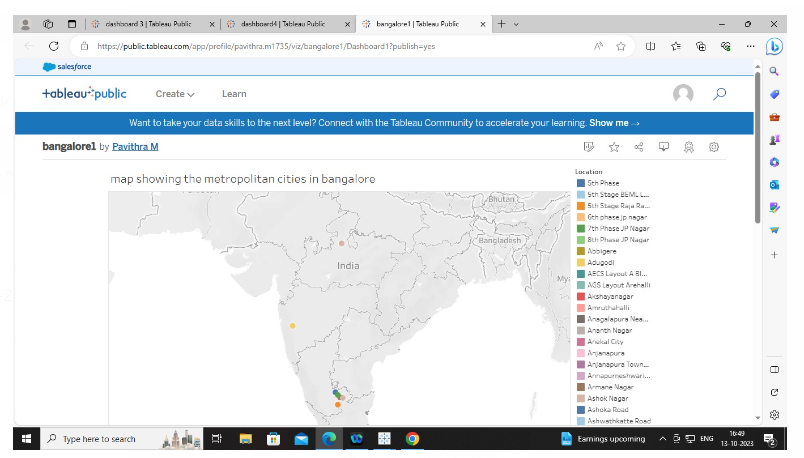 dashboard 3 | Tableau Public
dashboard4 | Tableau Public
bangalore1 | Tableau Public
https://public.tableau.com/app/profile/pavithra.m1735/viz/bangalore1/Dashboard1?publish=yes
salesforce
+ableau public
Create
Learn
Want to take your data skills to the next level? Connect with the Tableau Community to accelerate your learning. Show me →
bangalore1 by Pavithra M
map showing the metropolitan cities in bangalore
Bhutan
Bangladesh
India
Mya
Location
5th Phase
5th Stage BEML L...
5th Stage Raja Ra...
6th phase jp nagar
7th Phase JP Nagar
8th Phase JP Nagar
Abbigere
Adugodi
AECS Layout A Bl...
AGS Layout Arehalli
Akshayanagar
Amruthahalli
Anagalapura Nea...
Ananth Nagar
Anekal City
Anjanapura
Anjanapura Town...
Annapurneshwari...
Armane Nagar
Ashok Nagar
Ashoka Road
Ashwathkatte Road
Type here to search
Earnings upcoming
ENG
16:49
13-10-2023
2